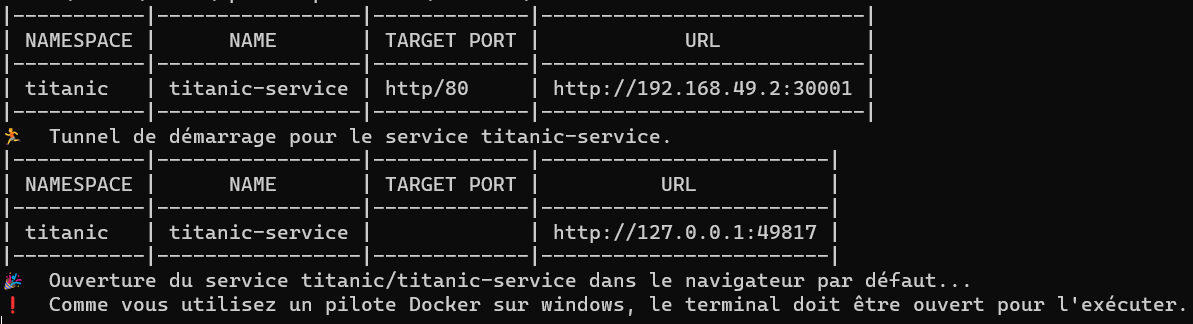 |-----------|-----------------|-------------|---------------------------|
| NAMESPACE |      NAME       | TARGET PORT |            URL            |
|-----------|-----------------|-------------|---------------------------|
| titanic   | titanic-service | http/80     | http://192.168.49.2:30001 |
|-----------|-----------------|-------------|---------------------------|
🏃  Tunnel de démarrage pour le service titanic-service.
|-----------|-----------------|-------------|------------------------|
| NAMESPACE |      NAME       | TARGET PORT |          URL           |
|-----------|-----------------|-------------|------------------------|
| titanic   | titanic-service |             | http://127.0.0.1:49817 |
|-----------|-----------------|-------------|------------------------|
🎉  Ouverture du service titanic/titanic-service dans le navigateur par défaut...
❗  Comme vous utilisez un pilote Docker sur windows, le terminal doit être ouvert pour l'exécuter.